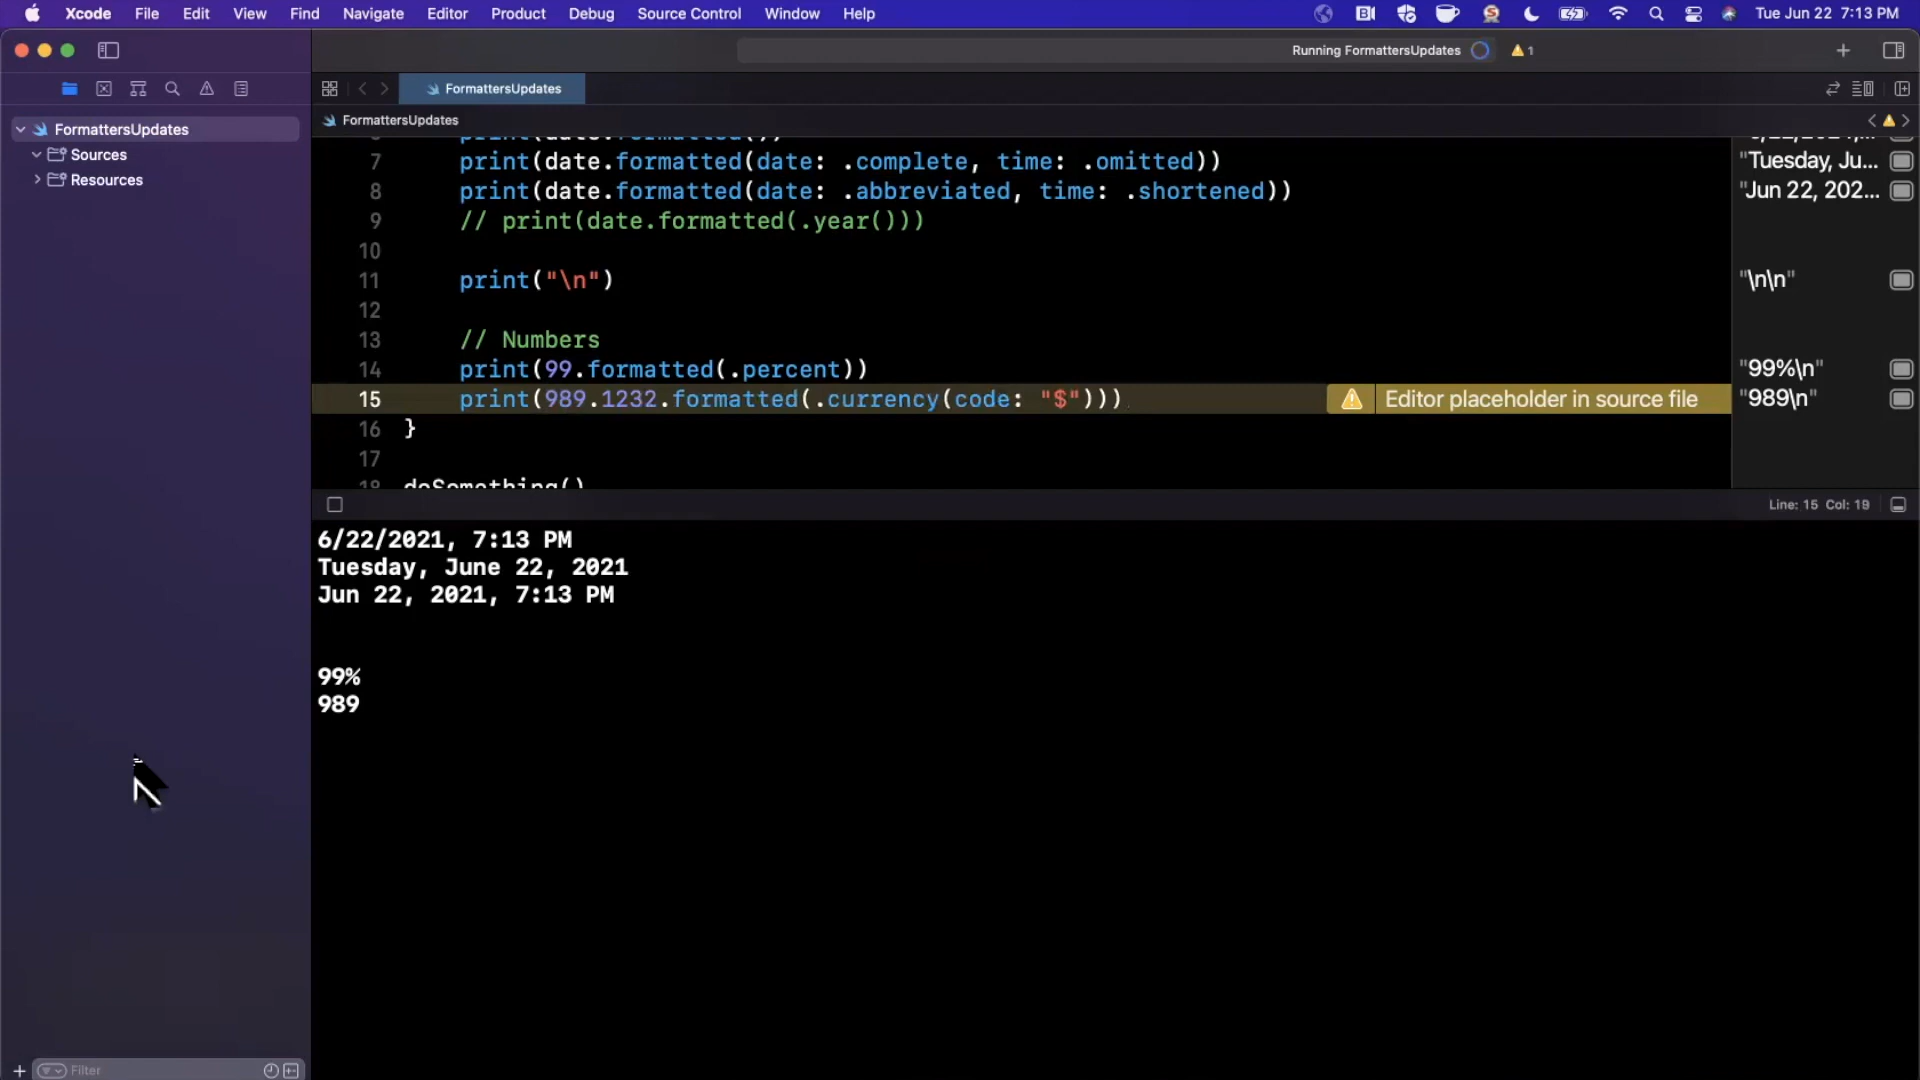 Xcode File Edit View Find Navigate Editor Product Debug Source Control Window Help
Tue Jun 22 7:13 PM
Running FormattersUpdates
1
FormattersUpdates
FormattersUpdates
Sources
Resources
FormattersUpdates
7 print(date.formatted(date: .complete, time: .omitted))
"Tuesday, Ju...
8 print(date.formatted(date: .abbreviated, time: .shortened))
"Jun 22, 202...
9 // print(date.formatted(.year()))
10
11 print("\n")
"\n\n"
12
13 // Numbers
14 print(99.formatted(.percent))
"99%\n"
15 print(989.1232.formatted(.currency(code: "$")))
Editor placeholder in source file
"989\n"
16 }
17
18 doSomething()
Line: 15 Col: 19
6/22/2021, 7:13 PM
Tuesday, June 22, 2021
Jun 22, 2021, 7:13 PM
99%
989
Filter